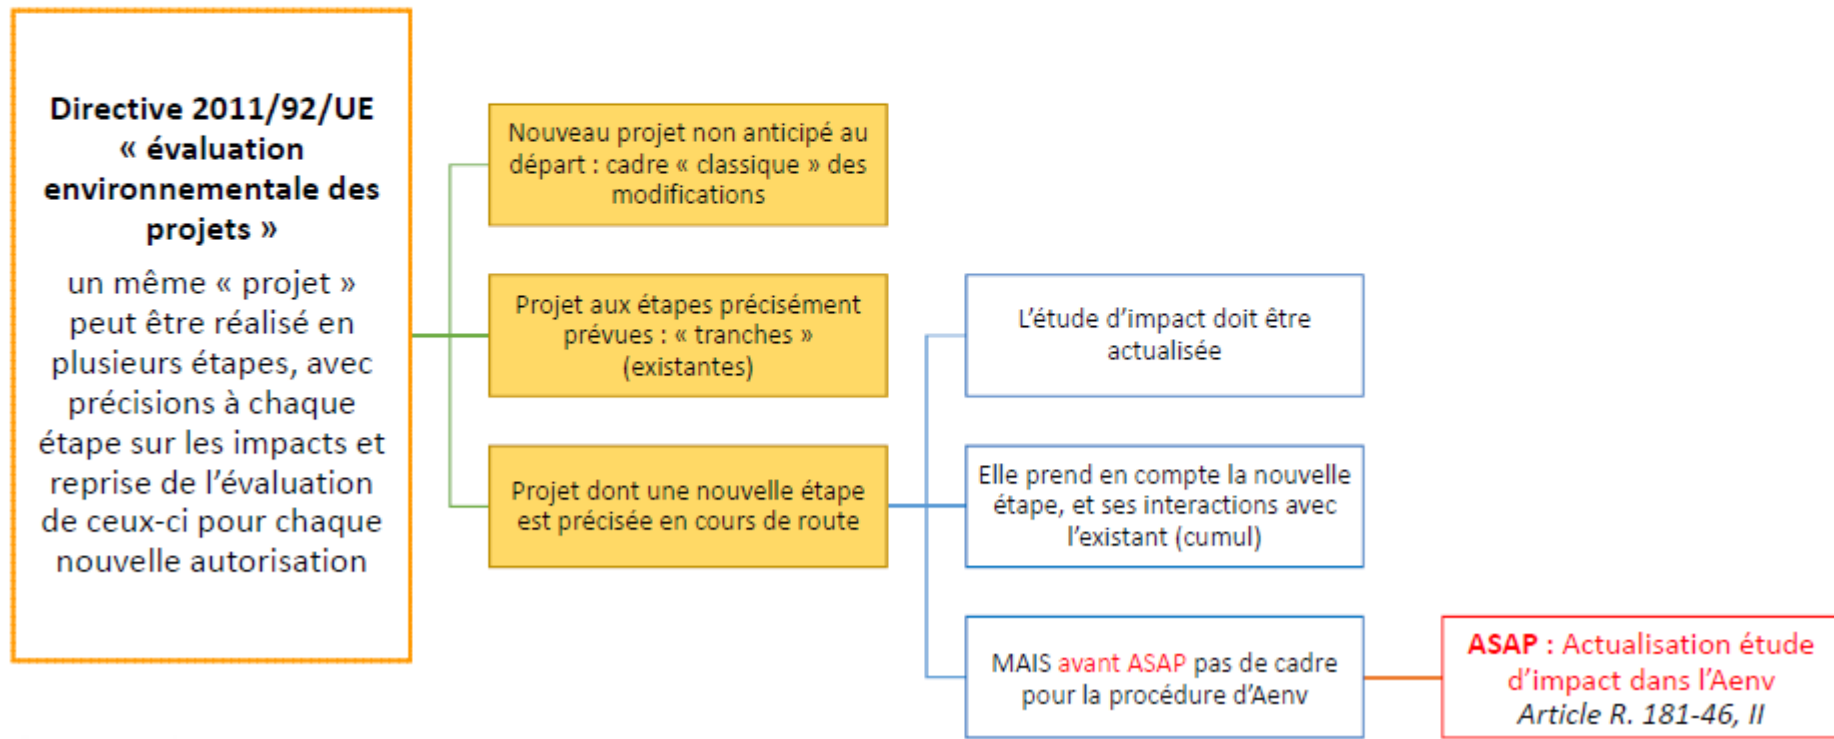 Directive 2011/92/UE
« évaluation
environnementale des
projets »
un même « projet »
peut être réalisé en
plusieurs étapes, avec
précisions à chaque
étape sur les impacts et
reprise de l’évaluation
de ceux-ci pour chaque
nouvelle autorisation
Nouveau projet non anticipé au
départ : cadre « classique » des
modifications
Projet aux étapes précisément
prévues : « tranches »
(existantes)
Projet dont une nouvelle étape
est précisée en cours de route
L’étude d’impact doit être
actualisée
Elle prend en compte la nouvelle
étape, et ses interactions avec
l’existant (cumul)
MAIS avant ASAP pas de cadre
pour la procédure d’Aenv
ASAP : Actualisation étude
d’impact dans l’Aenv
Article R. 181-46, II